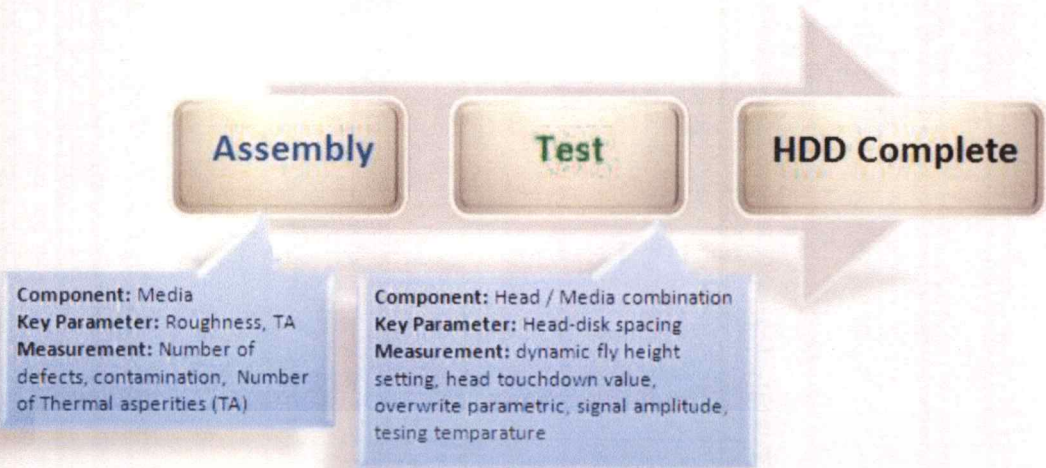 Assembly
Test
HDD Complete
Component: Media
Key Parameter: Roughness, TA
Measurement: Number of
defects, contamination, Number
of Thermal asperities (TA)
Component: Head / Media combination
Key Parameter: Head-disk spacing
Measurement: dynamic fly height
setting, head touchdown value,
overwrite parametric, signal amplitude,
tesing temparature